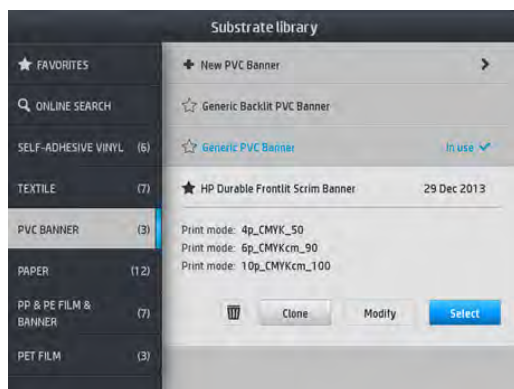 Substrate library
FAVORITES
ONLINE SEARCH
SELF-ADHESIVE VINYL (6)
TEXTILE (7)
PVC BANNER (3)
PAPER (12)
PP & PE FILM &
BANNER (7)
PET FILM (3)
New PVC Banner
Generic Backlit PVC Banner
Generic PVC Banner In use
HP Durable Frontlit Scrim Banner 29 Dec 2013
Print mode: 4p_CMYK_50
Print mode: 6p_CMYKcm_90
Print mode: 10p_CMYKcm_100
Clone Modify Select